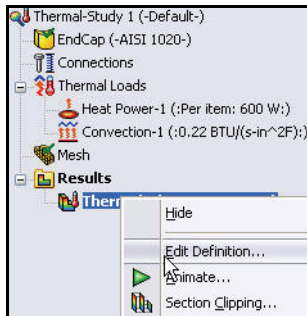 Thermal-Study 1 (-Default-)
EndCap (-AISI 1020-)
Connections
Thermal Loads
Heat Power-1 (:Per item: 600 W:)
Convection-1 (:0.22 BTU/(s-in^2F):)
Mesh
Results
Hide
Edit Definition...
Animate...
Section Clipping...